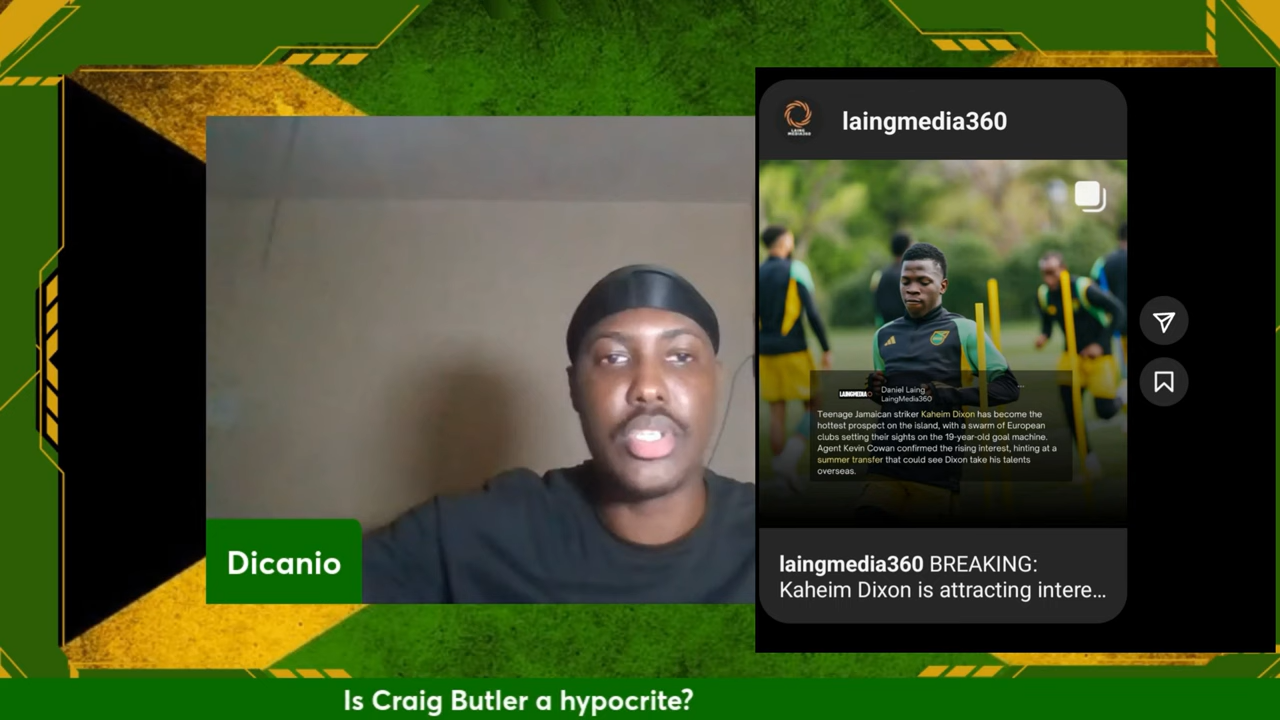 laingmedia360
LAING
MEDIA360
LAINGMEDIA
Daniel Laing
LaingMedia360
Teenage Jamaican striker Kaheim Dixon has become the
hottest prospect on the island, with a swarm of European
clubs setting their sights on the 19-year-old goal machine.
Agent Kevin Cowan confirmed the rising interest, hinting at a
summer transfer that could see Dixon take his talents
overseas.
laingmedia360 BREAKING:
Kaheim Dixon is attracting intere...
Dicanio
Is Craig Butler a hypocrite?